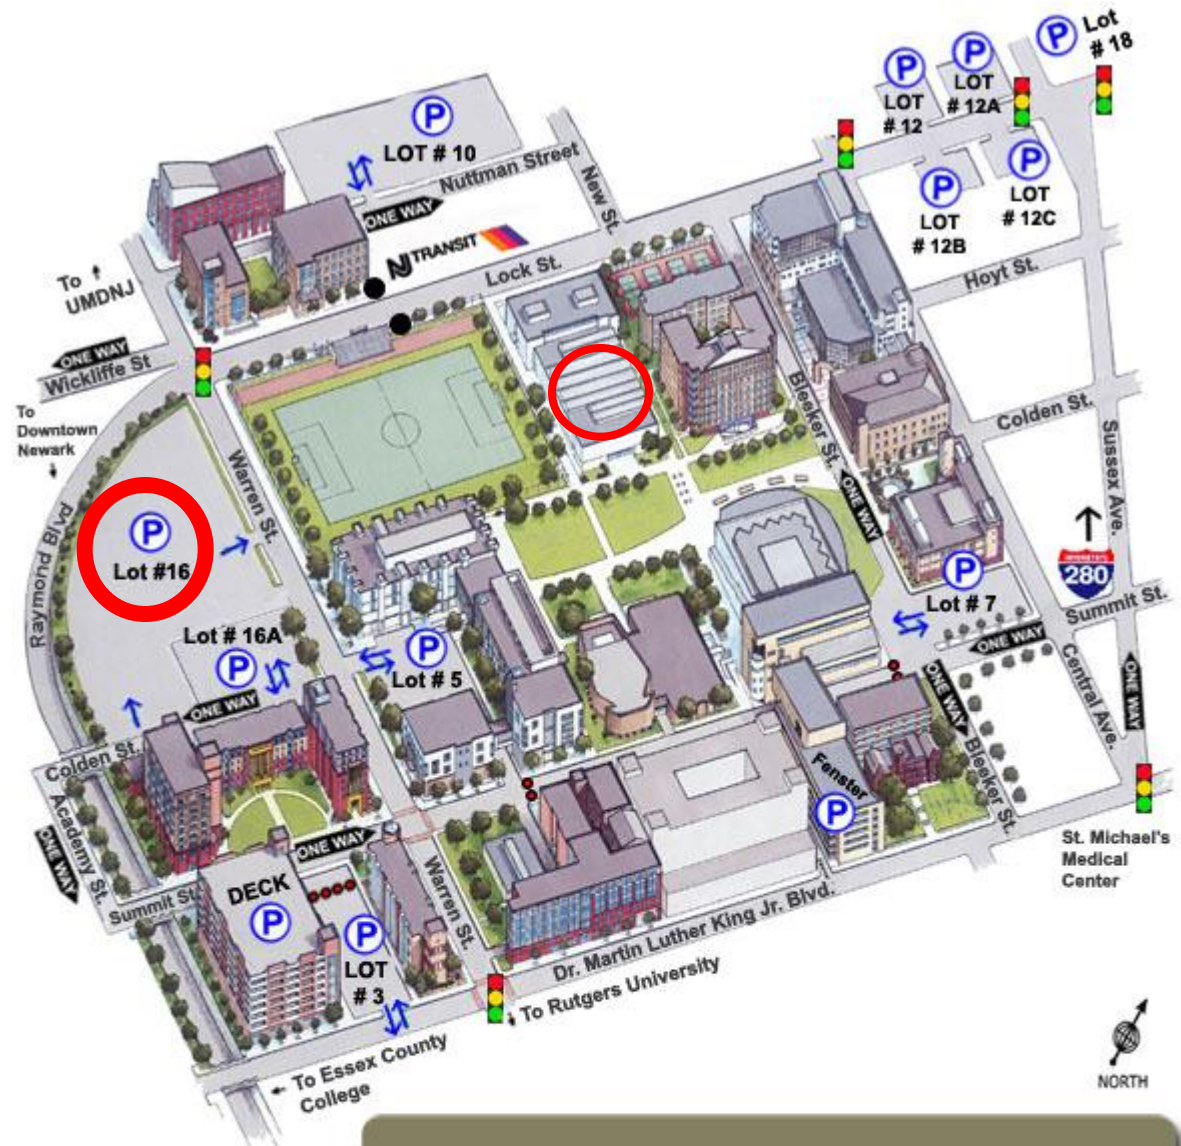 Lot
# 18
LOT
# 12
LOT
# 12A
LOT # 10
P
P
P
P
Nuttman Street
ONE WAY
New St.
P
P
LOT
# 12B
LOT
# 12C
NJ TRANSIT
Lock St.
Hoyt St.
To
UMDNJ
ONE WAY
Wickliffe St
To
Downtown
Newark
Bleeker St.
Colden St.
Sussex Ave.
Warren St.
Raymond Blvd
ONE WAY
P
Lot #16
INTERSTATE
280
P
Lot # 7
Summit St.
Lot # 16A
P
P
Lot # 5
ONE WAY
ONE WAY
ONE WAY
ONE WAY
Central Ave.
Colden St.
Bleeker St.
Fenster
P
Academy St.
ONE WAY
ONE WAY
Warren St.
St. Michael's
Medical
Center
Summit St.
DECK
P
P
LOT
# 3
Dr. Martin Luther King Jr. Blvd.
To Rutgers University
To Essex County
College
NORTH